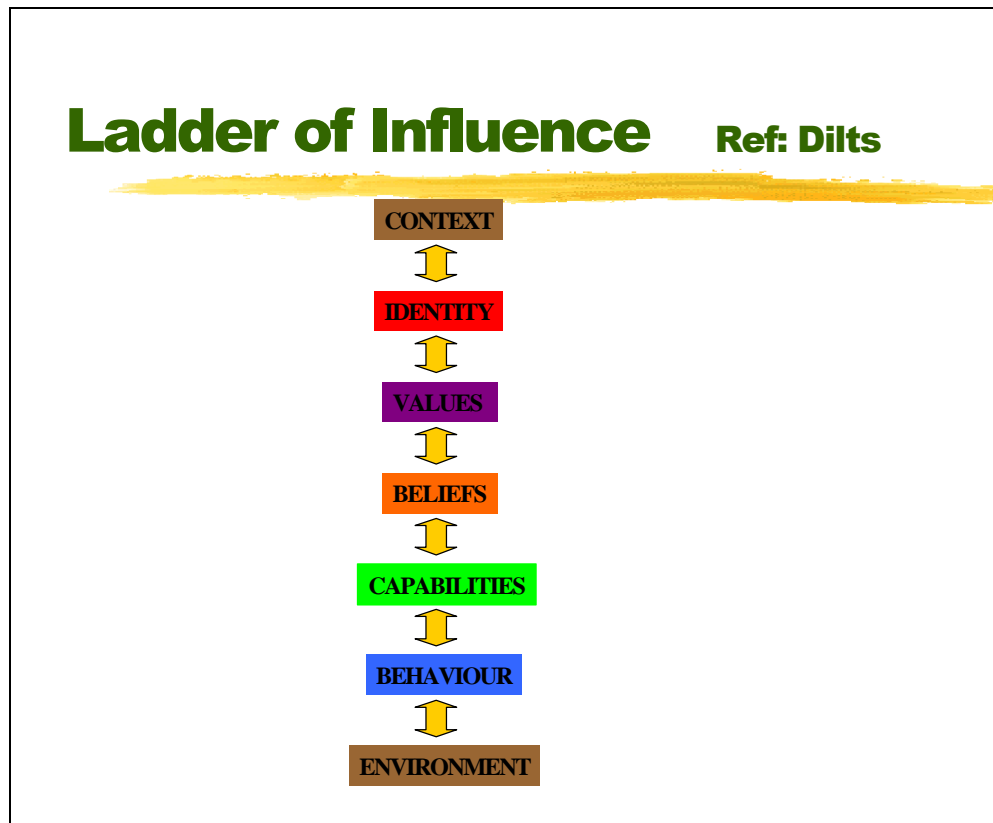 Ladder of Influence Ref: Dilts
CONTEXT
IDENTITY
VALUES
BELIEFS
CAPABILITIES
BEHAVIOUR
ENVIRONMENT